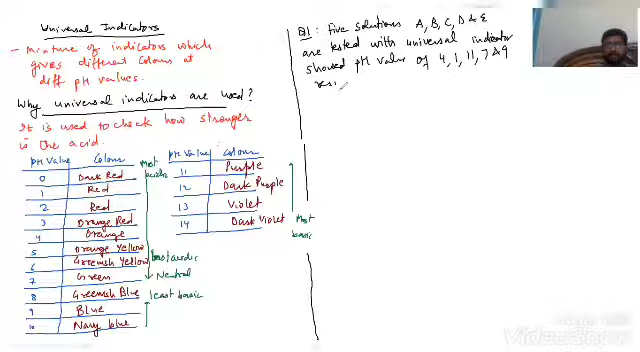 Universal Indicators
- Mixture of indicators which
gives different colours at
diff pH values.
Why universal indicators are used?
It is used to check how stronger
is the acid.
pH Value Colour
0 Dark Red
1 Red
2 Red
3 Orange Red
4 Orange
5 Orange Yellow
6 Greenish Yellow
7 Green
8 Greenish Blue
9 Blue
10 Navy blue
Most
acidic
least acidic
Neutral
least basic
pH Value Colour
11 Purple
12 Dark Purple
13 Violet
14 Dark Violet
Most
basic
Q1: Five solutions A, B, C, D & E
are tested with universal indicator
showed pH value of 4, 1, 11, 7 & 9
Recorded with
VideoShow